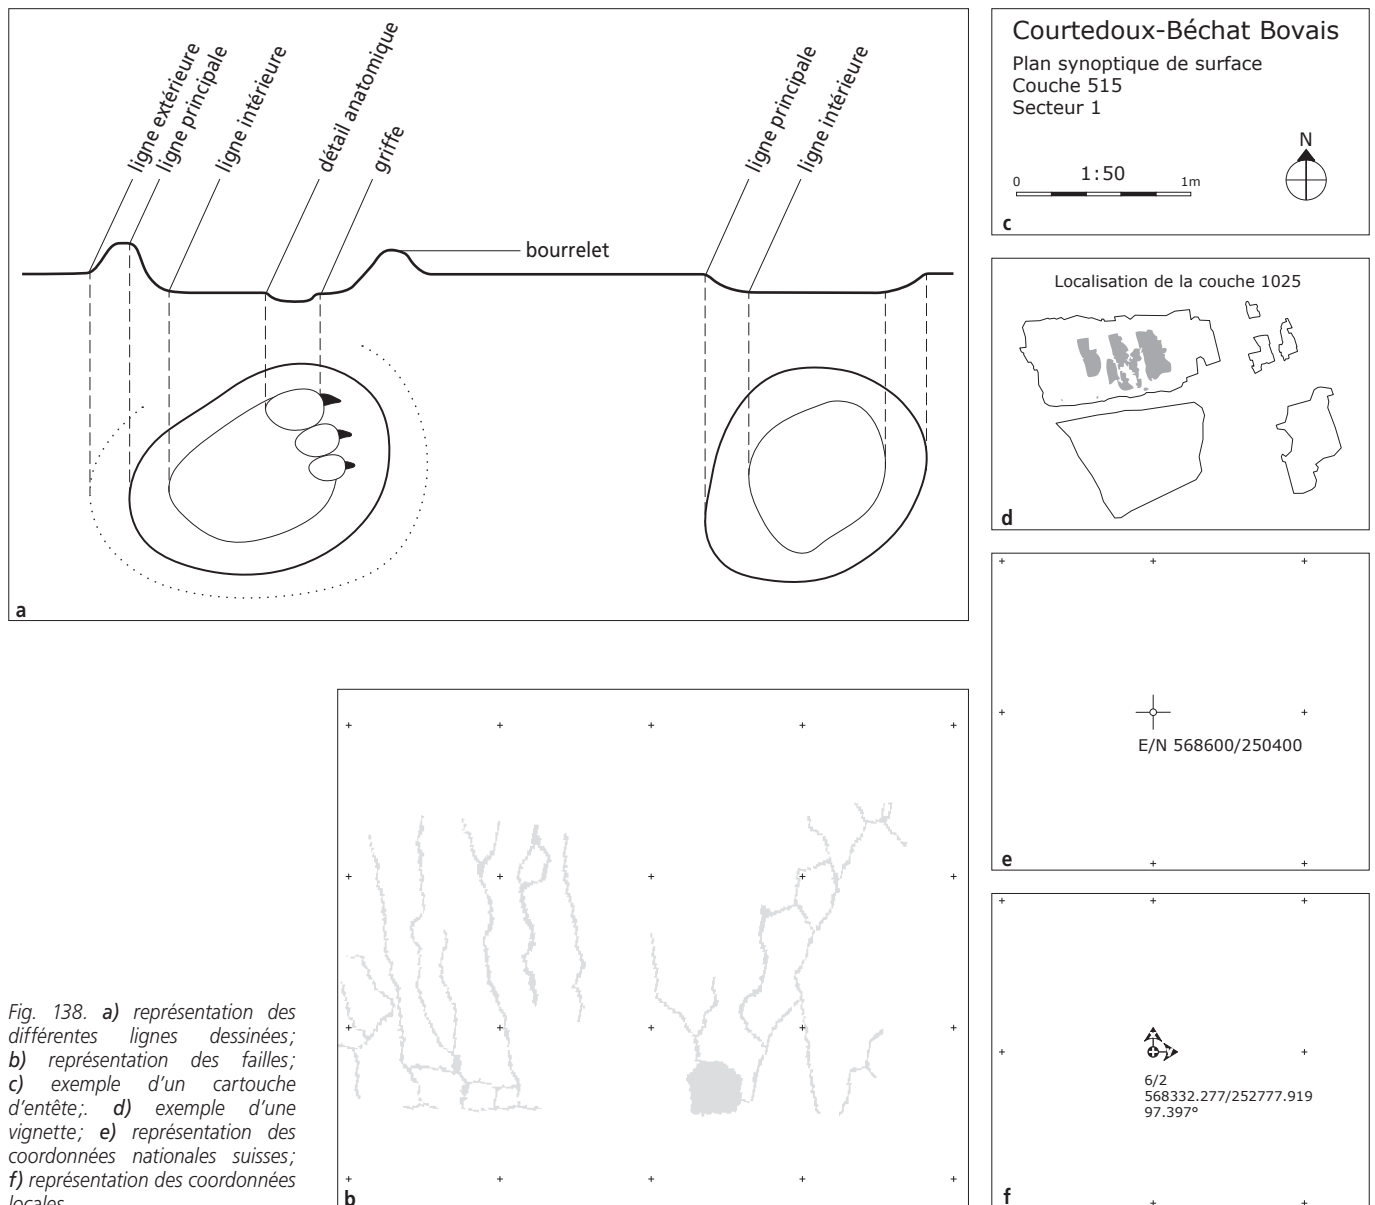 ligne extérieure
ligne principale
ligne intérieure
détail anatomique
griffe
ligne principale
ligne intérieure
bourrelet
a
Courtedoux-Béchat Bovais
Plan synoptique de surface
Couche 515
Secteur 1
N
0 1:50 1m
c
Localisation de la couche 1025
d
E/N 568600/250400
e
6/2
568332.277/252777.919
97.397°
f
b
Fig. 138. a) représentation des
différentes lignes dessinées;
b) représentation des failles;
c) exemple d'un cartouche
d'entête;. d) exemple d'une
vignette; e) représentation des
coordonnées nationales suisses;
f) représentation des coordonnées
locales